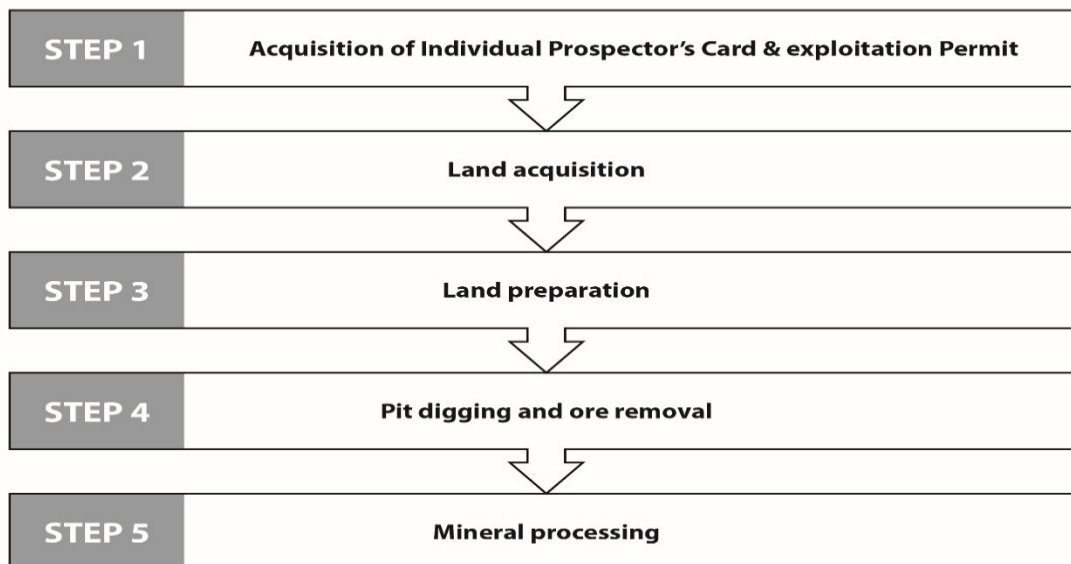 STEP 1
Acquisition of Individual Prospector's Card & exploitation Permit
STEP 2
Land acquisition
STEP 3
Land preparation
STEP 4
Pit digging and ore removal
STEP 5
Mineral processing